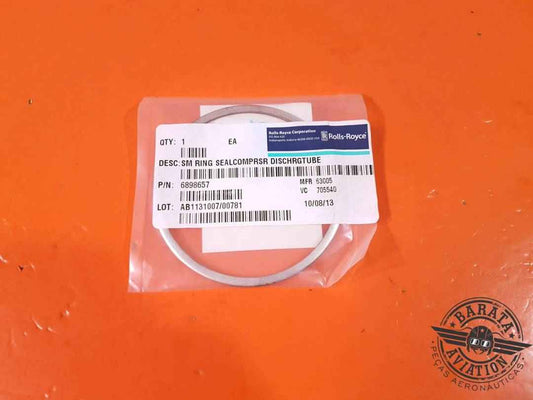 QTY: 1 EA
Rolls-Royce Corporation
Rolls-Royce
DESC:SM RING SEALCOMPRSR DISCHRGTUBE
P/N: 6898657
MFR 63005
VC 705540
LOT: AB1131007/00781
10/08/13
BARATA
AVIATION
PEÇAS AERONÁUTICAS